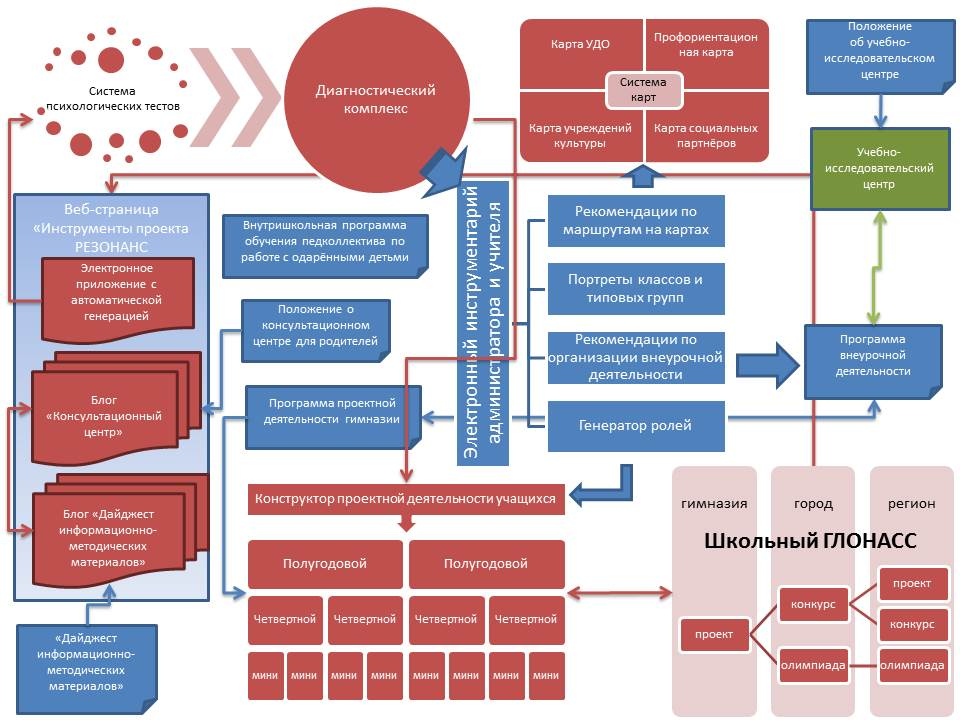 Система
психологических тестов
Диагностический
комплекс
Карта УДО
Профориентацион
ная карта
Система
карт
Карта учреждений
культуры
Карта социальных
партнёров
Положение
об учебно-
исследовательском
центре
Учебно-
исследовательский
центр
Веб-страница
«Инструменты проекта
РЕЗОНАНС
Электронное
приложение с
автоматической
генерацией
Блог
«Консультационный
центр»
Блог «Дайджест
информационно-
методических
материалов»
«Дайджест
информационно-
методических
материалов»
Внутришкольная программа
обучения педколлектива по
работе с одарёнными детьми
Положение о
консультационном
центре для родителей
Программа проектной
деятельности гимназии
Электронный инструментарий
администратора и учителя
Рекомендации по
маршрутам на картах
Портреты классов и
типовых групп
Рекомендации по
организации внеурочной
деятельности
Генератор ролей
Программа
внеурочной
деятельности
Конструктор проектной деятельности учащихся
Полугодовой
Полугодовой
Четвертной
Четвертной
Четвертной
Четвертной
мини
мини
мини
мини
мини
мини
мини
мини
гимназия
город
регион
Школьный ГЛОНАСС
проект
конкурс
олимпиада
проект
конкурс
олимпиада